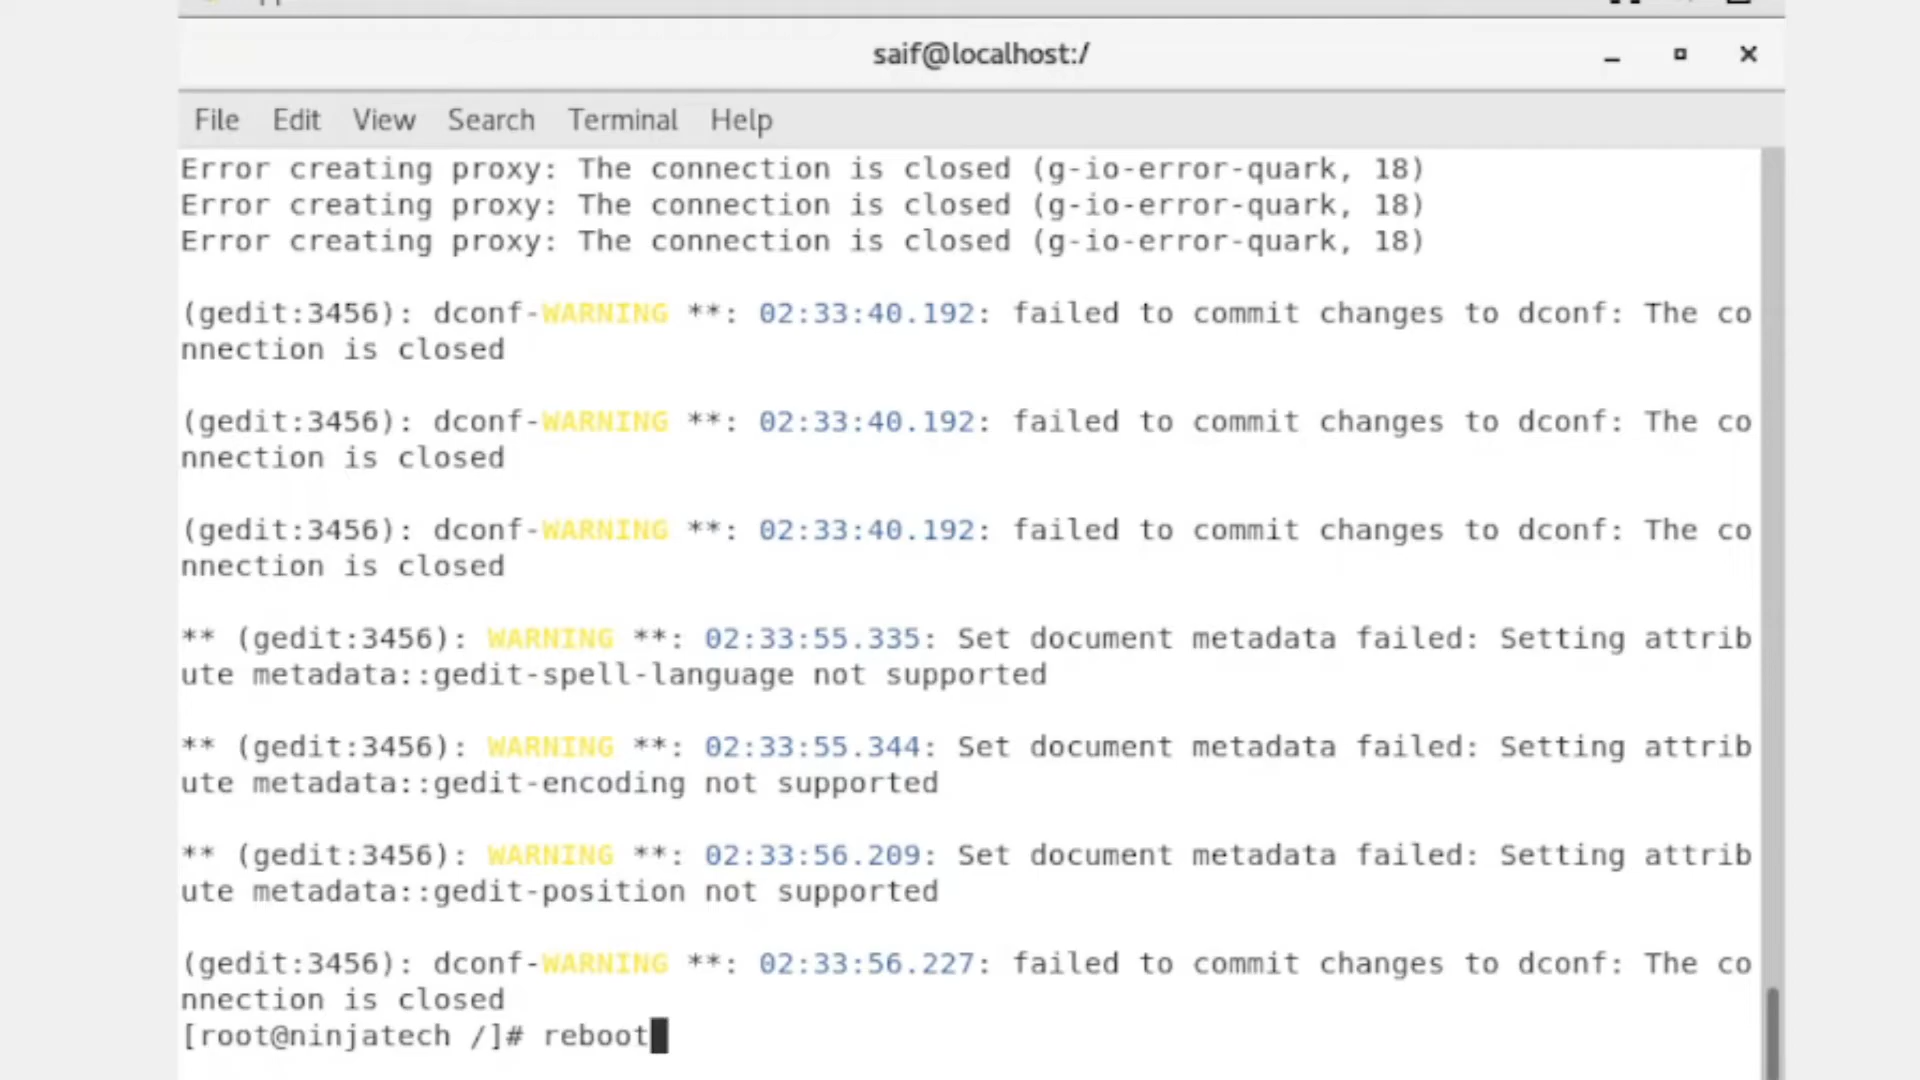 saif@localhost:/
File Edit View Search Terminal Help
Error creating proxy: The connection is closed (g-io-error-quark, 18)
Error creating proxy: The connection is closed (g-io-error-quark, 18)
Error creating proxy: The connection is closed (g-io-error-quark, 18)
(gedit:3456): dconf-WARNING **: 02:33:40.192: failed to commit changes to dconf: The co
nnection is closed
(gedit:3456): dconf-WARNING **: 02:33:40.192: failed to commit changes to dconf: The co
nnection is closed
(gedit:3456): dconf-WARNING **: 02:33:40.192: failed to commit changes to dconf: The co
nnection is closed
** (gedit:3456): WARNING **: 02:33:55.335: Set document metadata failed: Setting attrib
ute metadata::gedit-spell-language not supported
** (gedit:3456): WARNING **: 02:33:55.344: Set document metadata failed: Setting attrib
ute metadata::gedit-encoding not supported
** (gedit:3456): WARNING **: 02:33:56.209: Set document metadata failed: Setting attrib
ute metadata::gedit-position not supported
(gedit:3456): dconf-WARNING **: 02:33:56.227: failed to commit changes to dconf: The co
nnection is closed
[root@ninjatech /]# reboot